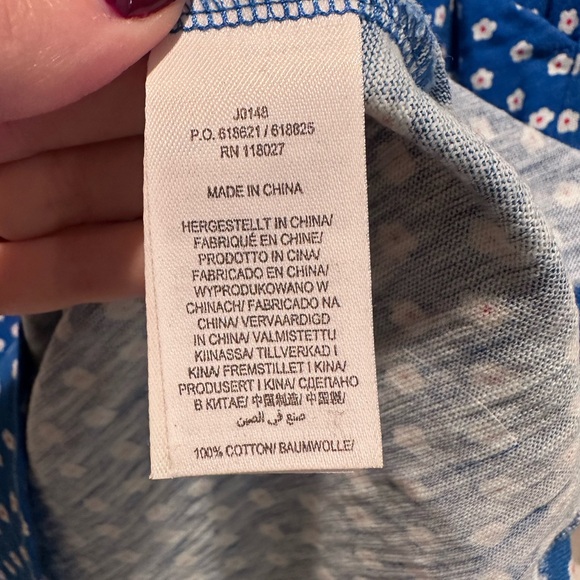 J0148
P.O. 618621 / 618625
RN 118027
MADE IN CHINA
HERGESTELLT IN CHINA/
FABRIQUÉ EN CHINE/
PRODOTTO IN CINA/
FABRICADO EN CHINA/
WYPRODUKOWANO W
CHINACH/ FABRICADO NA
CHINA/ VERVAARDIGD
IN CHINA/ VALMISTETTU
KIINASSA/ TILLVERKAD I
KINA/ FREMSTILLET I KINA/
PRODUSERT I KINA/ СДЕЛАНО
В КИТАЕ/ 中国制造/ 中國製造/
صنع في الصين
100% COTTON/ BAUMWOLLE/